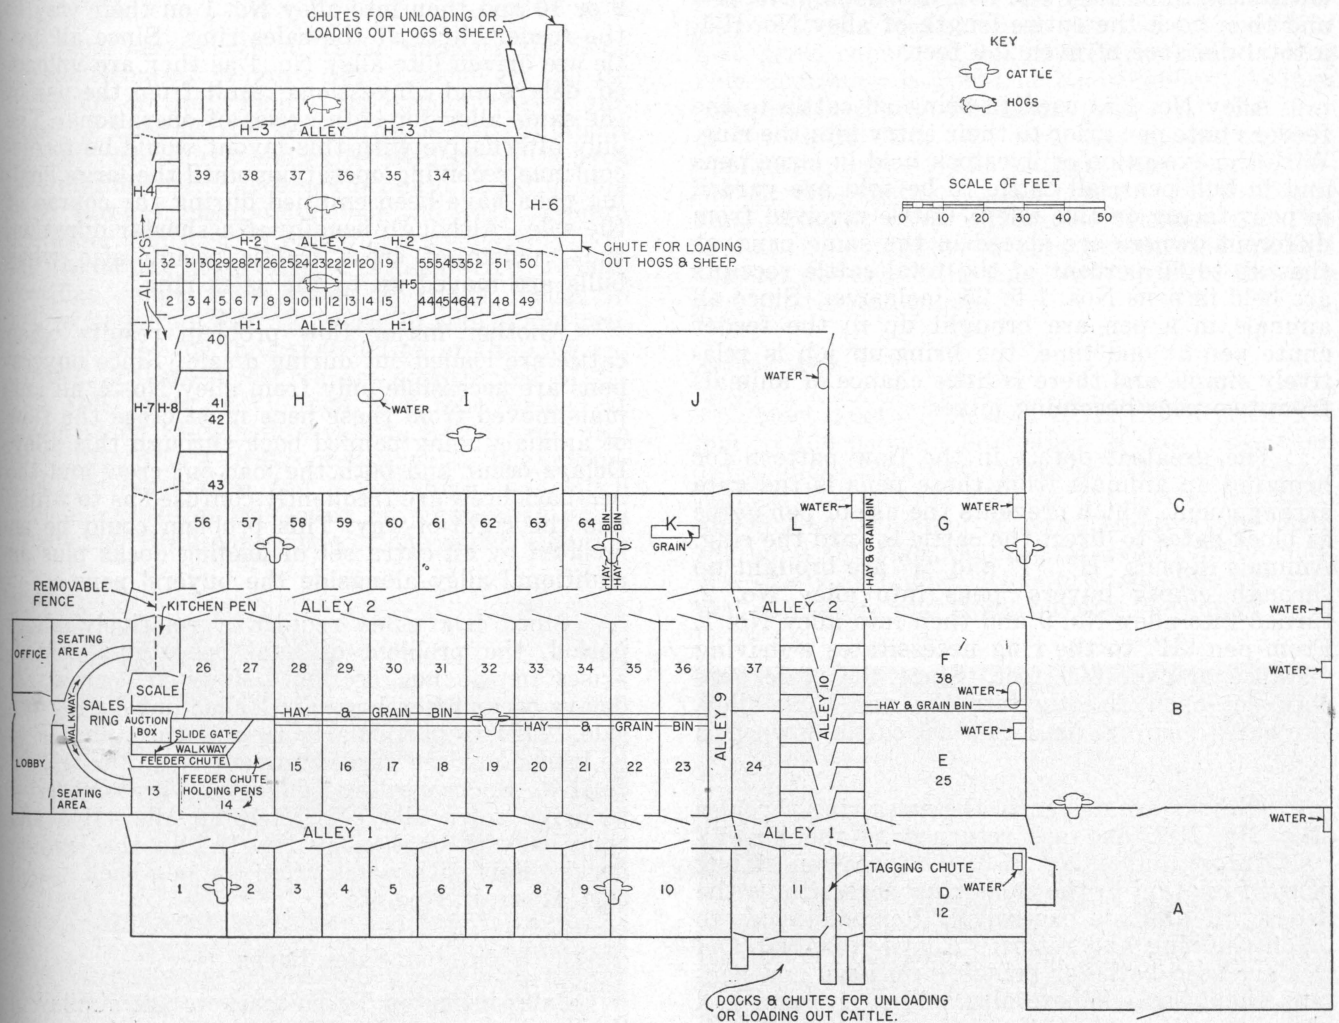 CHUTES FOR UNLOADING OR
LOADING OUT HOGS & SHEEP
KEY
CATTLE
HOGS
SCALE OF FEET
0 10 20 30 40 50
H-3 ALLEY H-3
39 38 37 36 35 34
H-4
H-6
ALLEYS
H-2 ALLEY H-2
CHUTE FOR LOADING
OUT HOGS & SHEEP
32 31 30 29 28 27 26 25 24 23 22 21 20 19 55 54 53 52 51 50
H5
2 3 4 5 6 7 8 9 10 11 12 13 14 15 44 45 46 47 48 49
H-1 ALLEY H-1
40
H-7 H-8 41
42
43
H I J
WATER
WATER
56 57 58 59 60 61 62 63 64
HAY BIN
HAY BIN
K
GRAIN
L
WATER
HAY & GRAIN BIN
WATER
G
C
REMOVABLE
FENCE
KITCHEN PEN
ALLEY 2 ALLEY 2
WATER
OFFICE
SEATING
AREA
26 27 28 29 30 31 32 33 34 35 36 37
F
38
WATER
WATER
SCALE
WALKWAY
SALES
RING
AUCTION
BOX
SLIDE GATE
WALKWAY
FEEDER CHUTE
HAY & GRAIN BIN
HAY & GRAIN BIN
ALLEY 9
ALLEY 10
HAY & GRAIN BIN
B
WATER
LOBBY
SEATING
AREA
13
FEEDER CHUTE
HOLDING PENS
14
15 16 17 18 19 20 21 22 23 24
E
25
WATER
ALLEY 1 ALLEY 1
1 2 3 4 5 6 7 8 9 10 11
TAGGING CHUTE
D
12
WATER
A
DOCKS & CHUTES FOR UNLOADING
OR LOADING OUT CATTLE.